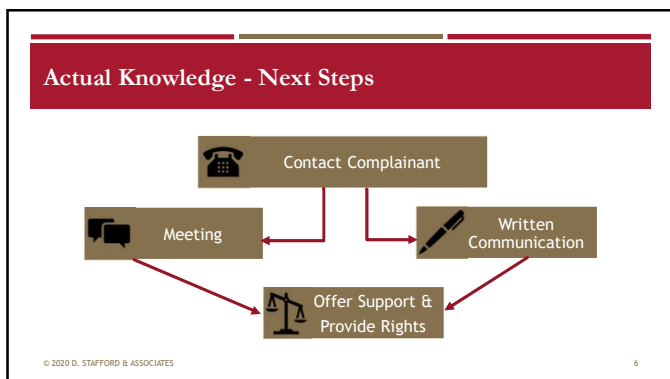 Actual Knowledge - Next Steps
Contact Complainant
Meeting
Written
Communication
Offer Support &
Provide Rights
© 2020 D. STAFFORD & ASSOCIATES
6